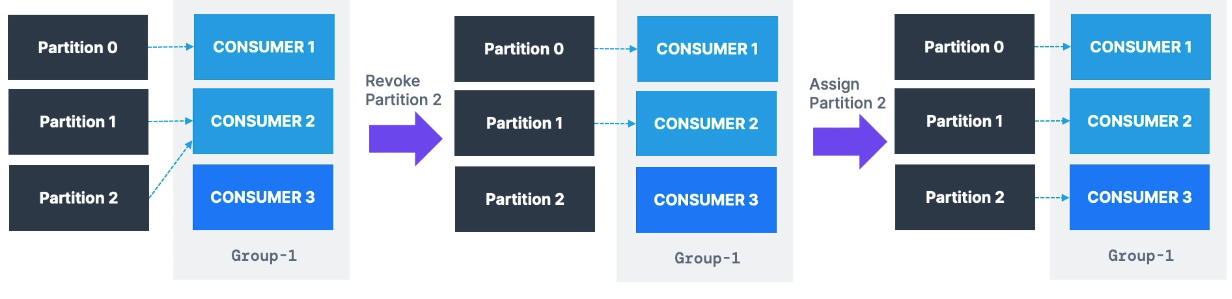 Partition 0
CONSUMER 1
Partition 1
CONSUMER 2
Partition 2
CONSUMER 3
Group-1
Revoke
Partition 2
Partition 0
CONSUMER 1
Partition 1
CONSUMER 2
Partition 2
CONSUMER 3
Group-1
Assign
Partition 2
Partition 0
CONSUMER 1
Partition 1
CONSUMER 2
Partition 2
CONSUMER 3
Group-1